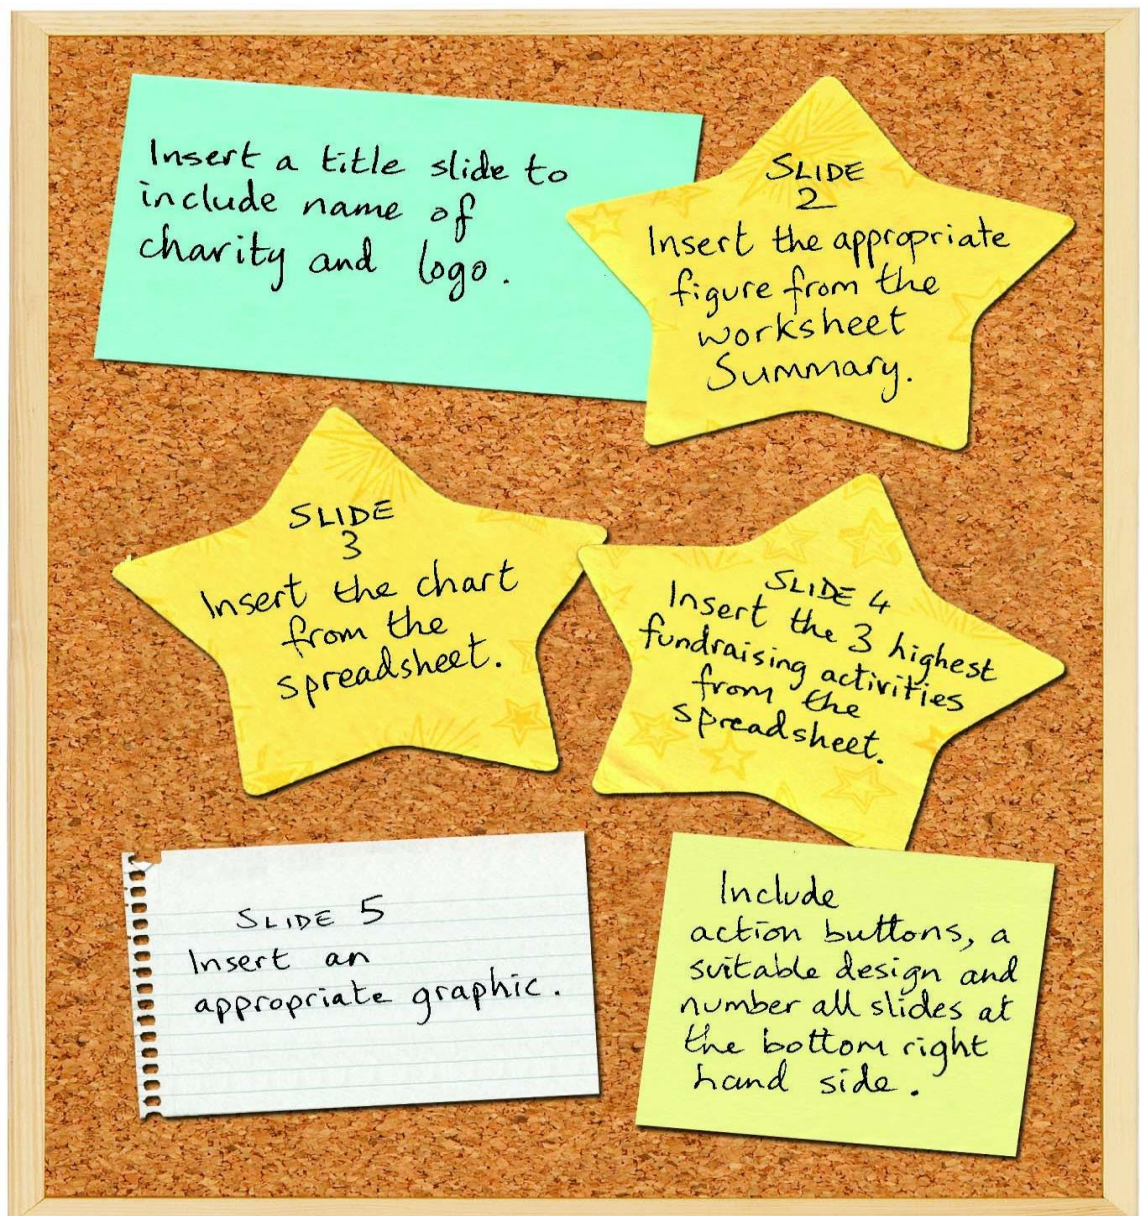 Insert a title slide to
include name of
charity and logo.
SLIDE
2
Insert the appropriate
figure from the
worksheet
Summary.
SLIDE
3
Insert the chart
from the
spreadsheet.
SLIDE 4
Insert the 3 highest
fundraising activities
from the
spreadsheet.
SLIDE 5
Insert an
appropriate graphic.
Include
action buttons, a
suitable design and
number all slides at
the bottom right
hand side.